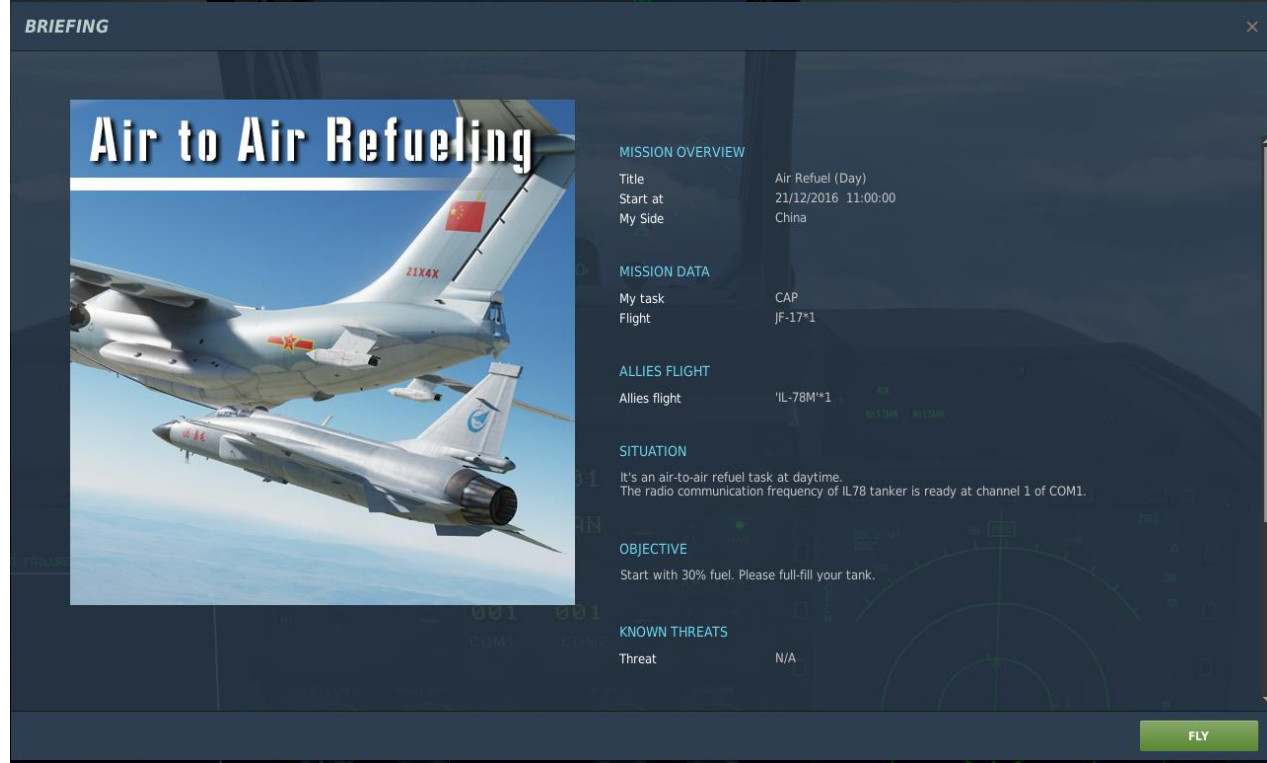 BRIEFING
Air to Air Refueling
21X4X
MISSION OVERVIEW
Title Air Refuel (Day)
Start at 21/12/2016 11:00:00
My Side China
MISSION DATA
My task CAP
Flight JF-17*1
ALLIES FLIGHT
Allies flight 'IL-78M'*1
SITUATION
It's an air-to-air refuel task at daytime.
The radio communication frequency of IL78 tanker is ready at channel 1 of COM1.
OBJECTIVE
Start with 30% fuel. Please full-fill your tank.
001 001
COM1 COM2
KNOWN THREATS
Threat N/A
FLY